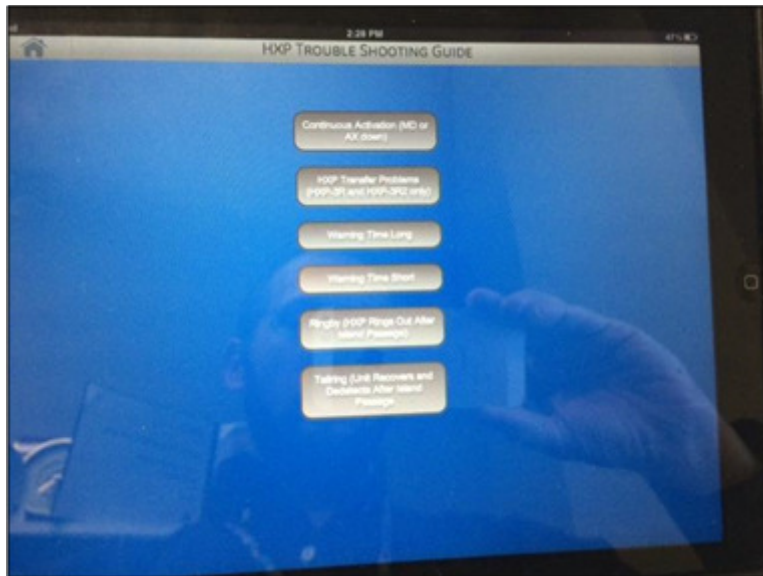 2:28 PM
47%
HXP TROUBLE SHOOTING GUIDE
Continuous Activation (MD or
AX down)
HXP Transfer Problems
(HXP-3R and HXP-3R2 only)
Warning Time Long
Warning Time Short
Ringby (HXP Rings Out After
Island Passage)
Tailring (Unit Recovers and
After Island
Passage